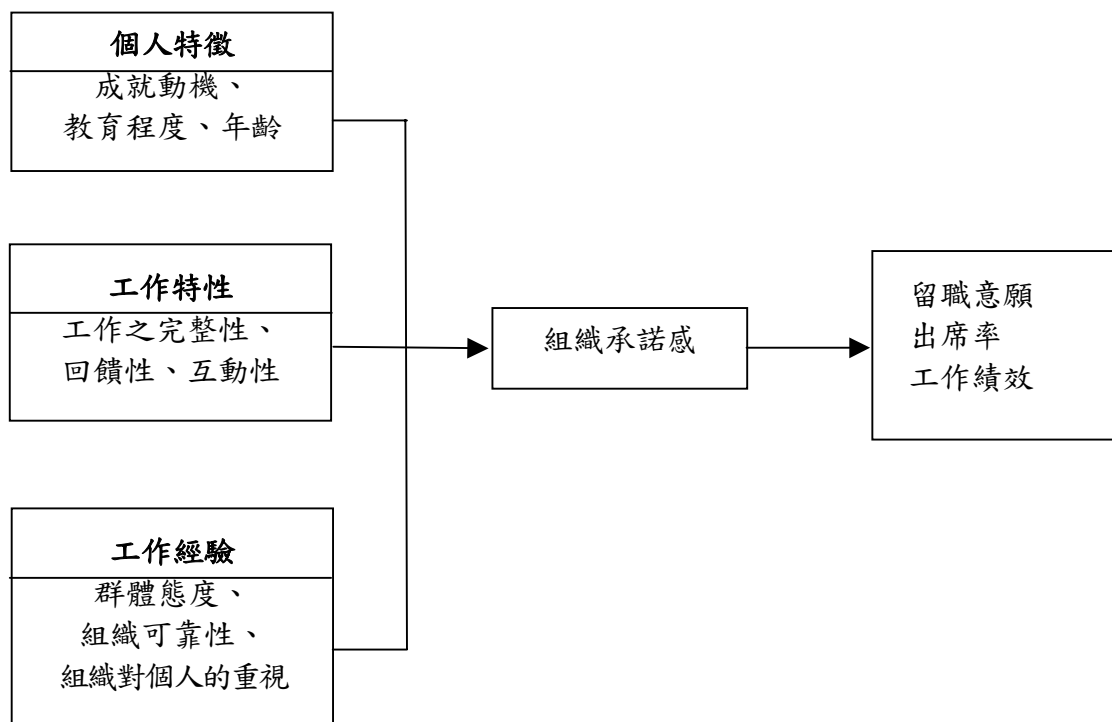 個人特徵
成就動機、
教育程度、年齡
工作特性
工作之完整性、
回饋性、互動性
工作經驗
群體態度、
組織可靠性、
組織對個人的重視
組織承諾感
留職意願
出席率
工作績效